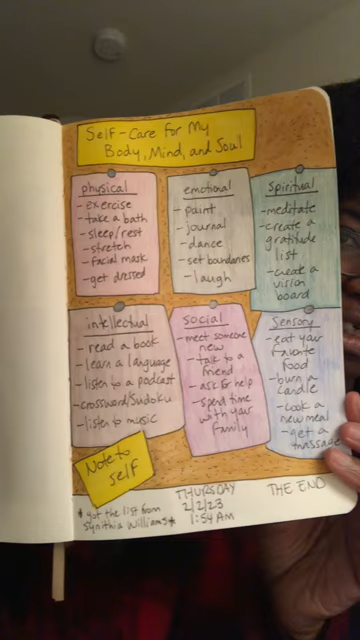 Self-Care for My
Body, Mind, and Soul
physical
- exercise
- take a bath
- sleep/rest
- stretch
- facial mask
- get dressed
emotional
- paint
- journal
- dance
- set boundaries
- laugh
Spiritual
- meditate
- create a
gratitude
list
- create a
vision
board
intellectual
- read a book
- learn a language
- listen to a podcast
- crossword/Sudoku
- listen to music
social
- meet someone
new
- talk to a
friend
- ask for help
- spend time
with your
family
Sensory
- eat your
favorite
food
- burn a
candle
- cook a
new meal
- get a
massage
Note to
self
*got the list from
Synithia Williams*
THURSDAY
2/2/23
1:54 AM
THE END